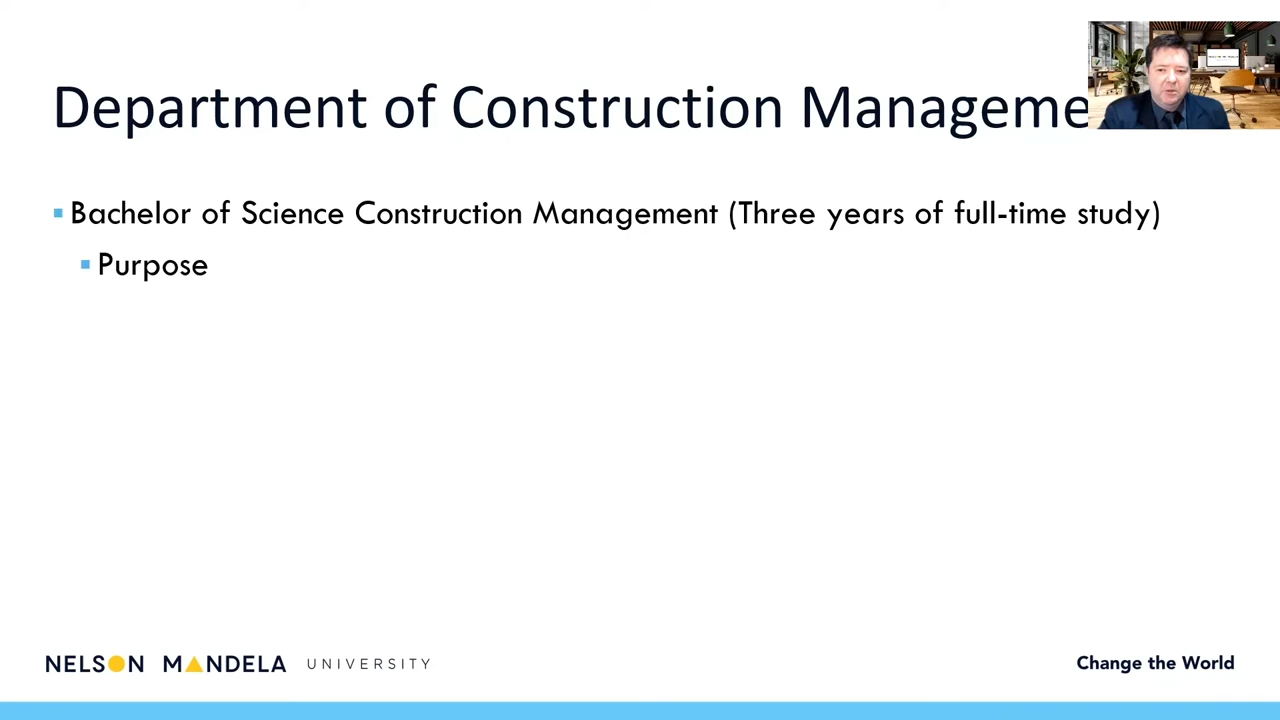 Department of Construction Manageme
Bachelor of Science Construction Management (Three years of full-time study)
Purpose
NELSON MANDELA UNIVERSITY
Change the World